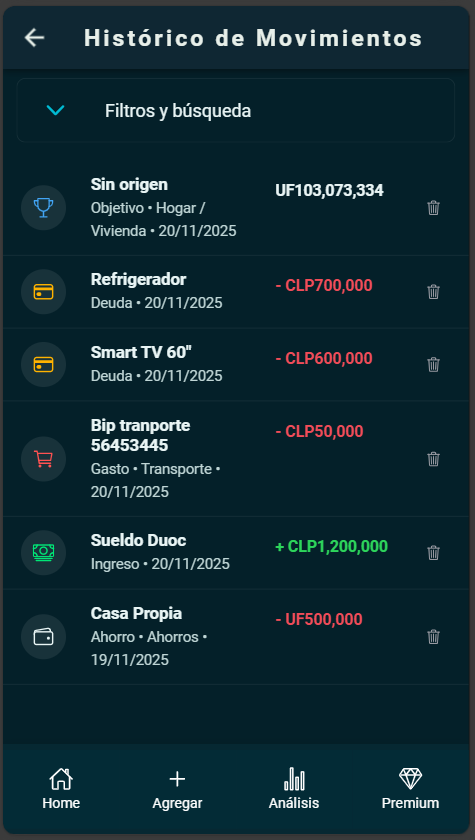 Histórico de Movimientos
Filtros y búsqueda
Sin origen
UF103,073,334
Objetivo • Hogar /
Vivienda • 20/11/2025
Refrigerador
- CLP700,000
Deuda • 20/11/2025
Smart TV 60"
- CLP600,000
Deuda • 20/11/2025
Bip tranporte
56453445
- CLP50,000
Gasto • Transporte •
20/11/2025
Sueldo Duoc
+ CLP1,200,000
Ingreso • 20/11/2025
Casa Propia
- UF500,000
Ahorro • Ahorros •
19/11/2025
Home
Agregar
Análisis
Premium